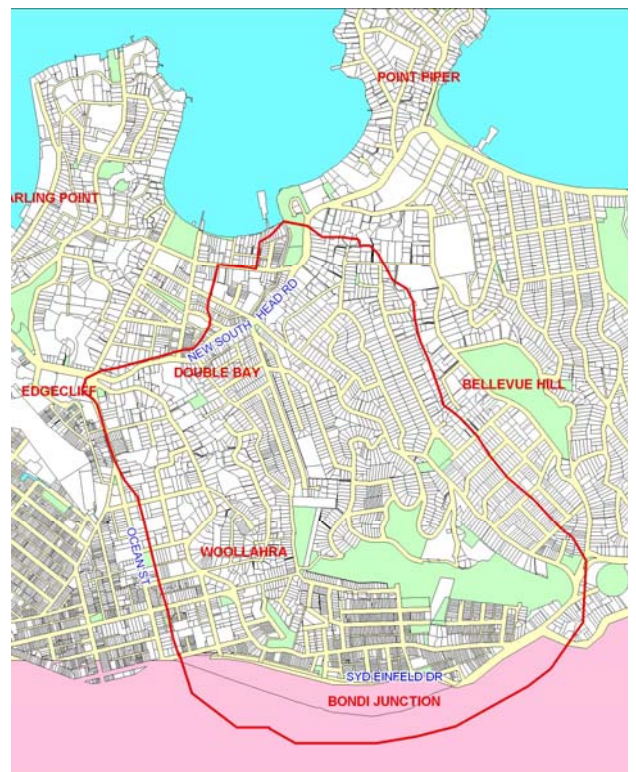 POINT PIPER
ARLING POINT
NEW SOUTH HEAD RD
DOUBLE BAY
EDGECLIFF
BELLEVUE HILL
OCEAN ST
WOOLLAHRA
SYD EINFELD DR
BONDI JUNCTION